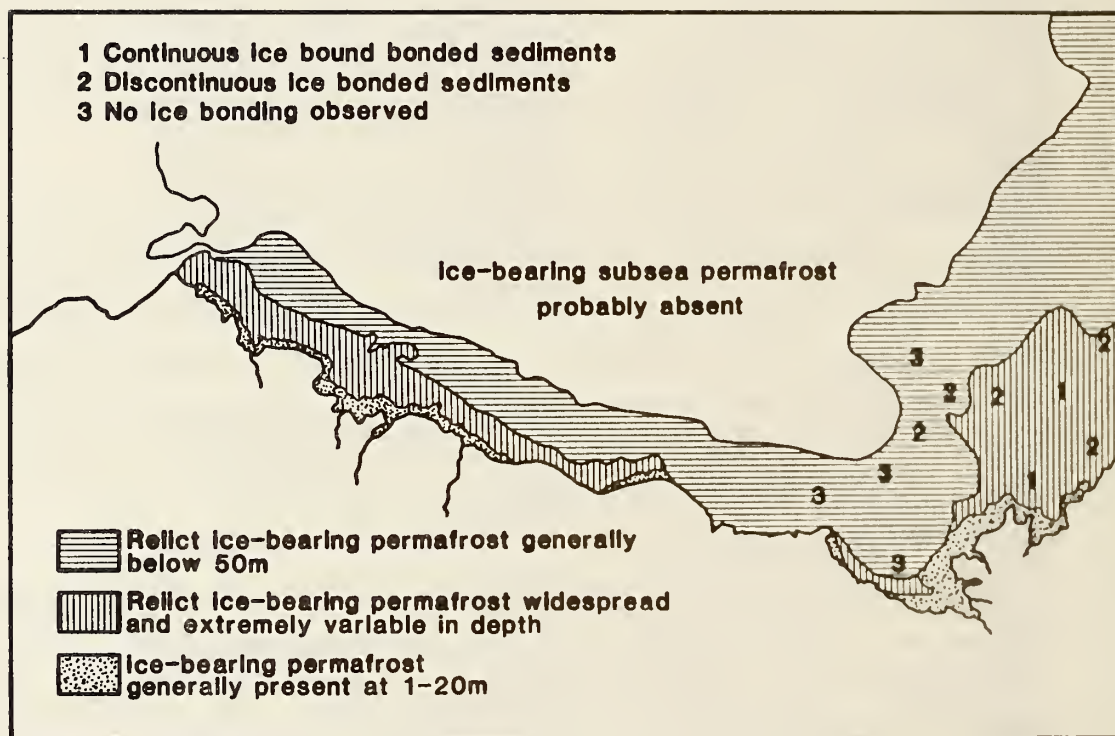 1 Continuous ice bound bonded sediments
2 Discontinuous ice bonded sediments
3 No ice bonding observed
Ice-bearing subsea permafrost
probably absent
2
3
2
2
1
2
2
3
1
3
3
Relict ice-bearing permafrost generally
below 50m
Relict ice-bearing permafrost widespread
and extremely variable in depth
Ice-bearing permafrost
generally present at 1-20m